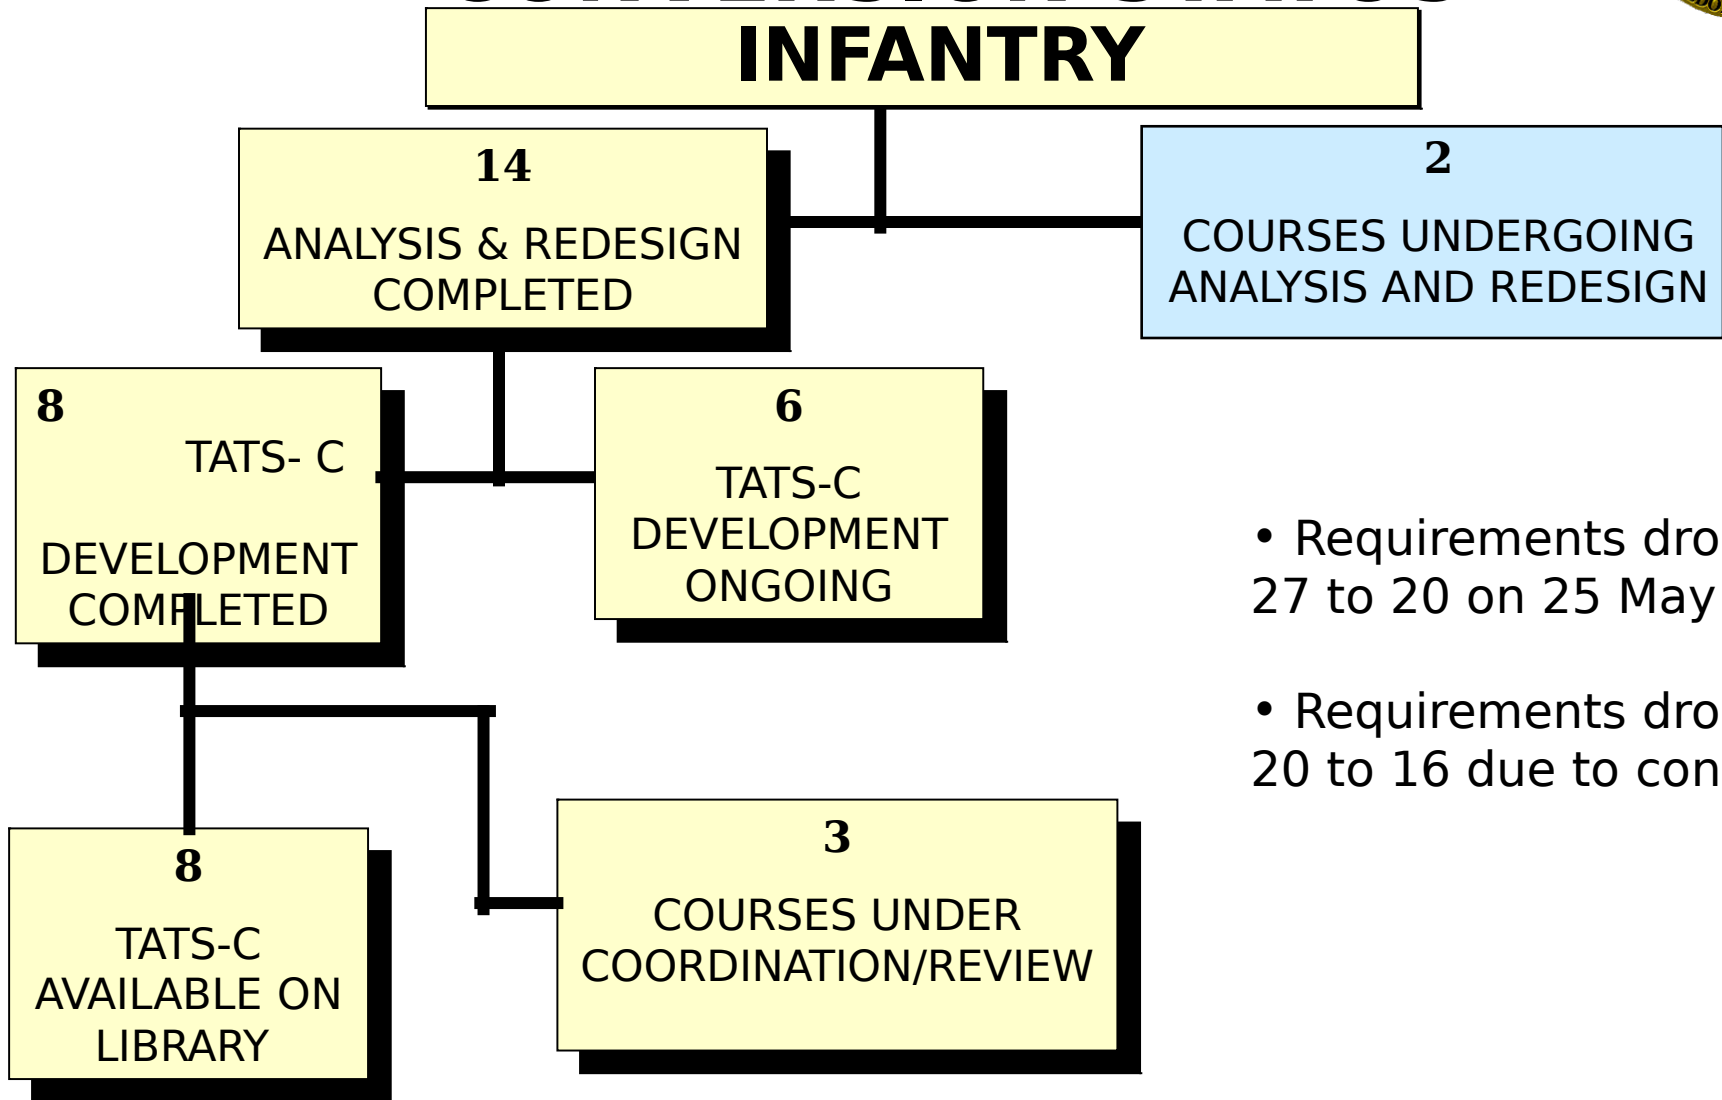 INFANTRY
14
ANALYSIS & REDESIGN
COMPLETED
2
COURSES UNDERGOING
ANALYSIS AND REDESIGN
8
TATS- C
DEVELOPMENT
COMPLETED
6
TATS-C
DEVELOPMENT
ONGOING
• Requirements dro
27 to 20 on 25 May
• Requirements dro
20 to 16 due to con
8
TATS-C
AVAILABLE ON
LIBRARY
3
COURSES UNDER
COORDINATION/REVIEW